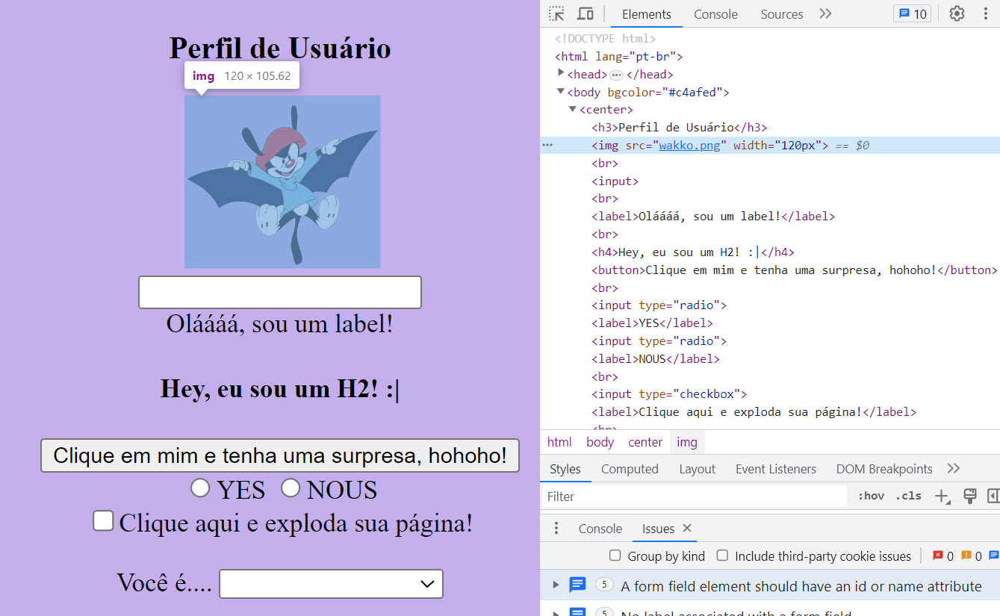 Perfil de Usuário
img 120 × 105.62
Oláááá, sou um label!
Hey, eu sou um H2! :|
Clique em mim e tenha uma surpresa, hohoho!
YES NOUS
Clique aqui e exploda sua página!
Você é....
Elements Console Sources 10
<!DOCTYPE html>
<html lang="pt-br">
<head> ••• </head>
<body bgcolor="#c4afed">
<center>
<h3>Perfil de Usuário</h3>
<img src="wakko.png" width="120px"> == $0
<br>
<input>
<br>
<label>Oláááá, sou um label!</label>
<br>
<h4>Hey, eu sou um H2! :|</h4>
<button>Clique em mim e tenha uma surpresa, hohoho!</button>
<br>
<input type="radio">
<label>YES</label>
<input type="radio">
<label>NOUS</label>
<br>
<input type="checkbox">
<label>Clique aqui e exploda sua página!</label>
<br>
html body center img
Styles Computed Layout Event Listeners DOM Breakpoints
Filter :hov .cls
Console Issues
Group by kind Include third-party cookie issues 0 0
5 A form field element should have an id or name attribute
5 No label associated with a form field